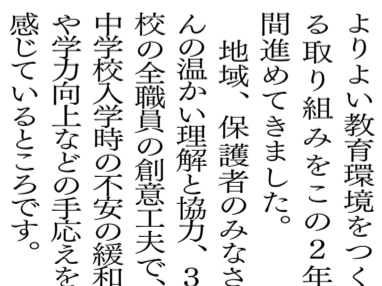 よりよい教育環境をつく
る取り組みをこの２年
間進めてきました。
地域、保護者のみなさ
んの温かい理解と協力、３
校の全職員の創意工夫で、
中学校入学時の不安の緩和
や学力向上などの手応えを
感じているところです。